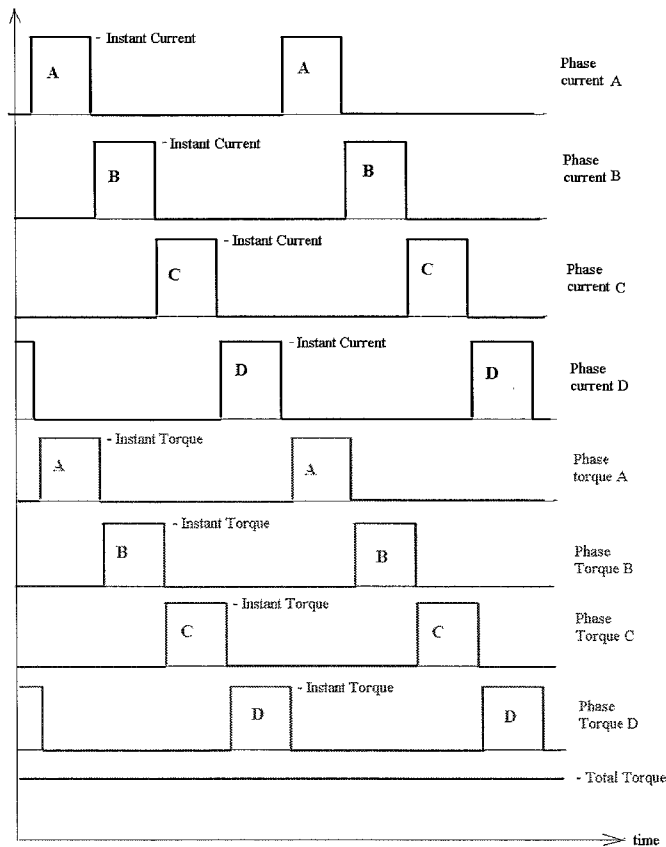 - Instant Current
A
A
Phase
current A
- Instant Current
B
B
Phase
current B
- Instant Current
C
C
Phase
current C
- Instant Current
D
D
Phase
current D
- Instant Torque
A
A
Phase
torque A
- Instant Torque
B
B
Phase
Torque B
- Instant Torque
C
C
Phase
Torque C
- Instant Torque
D
D
Phase
Torque D
- Total Torque
time